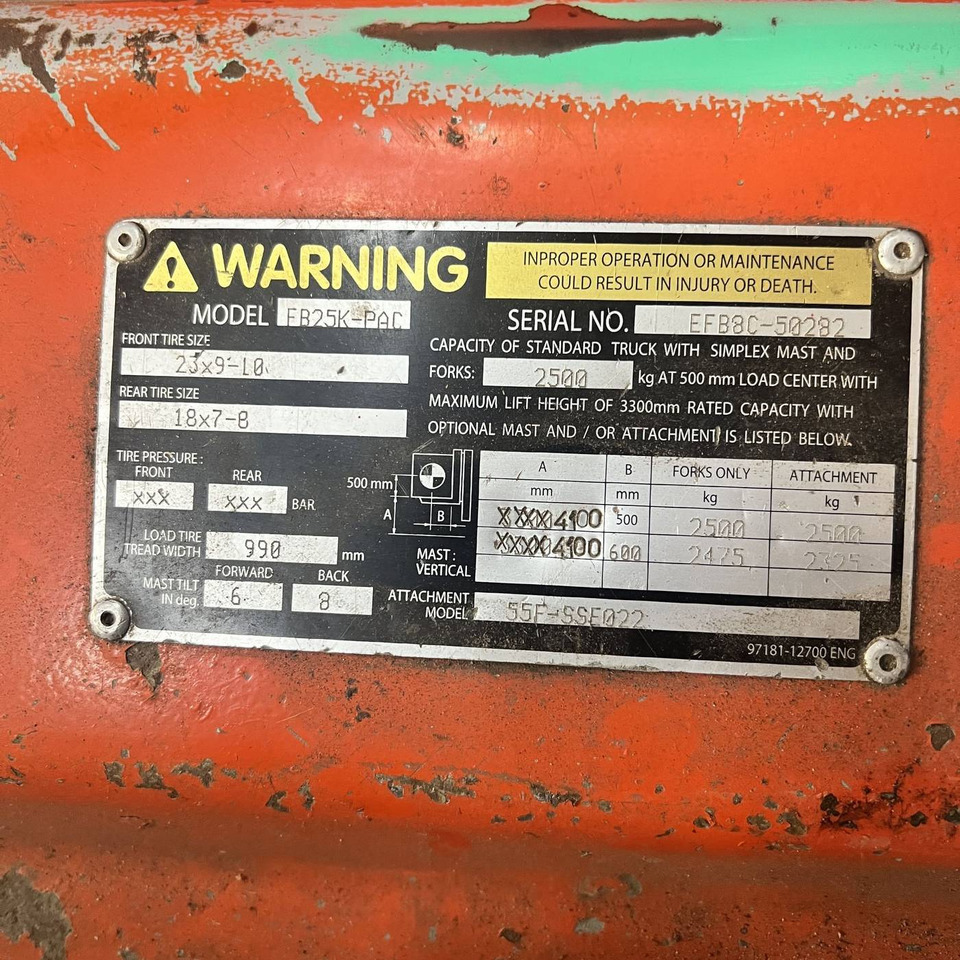 WARNING
INPROPER OPERATION OR MAINTENANCE
COULD RESULT IN INJURY OR DEATH.
MODEL FB25K-PAC
SERIAL NO. EFB8C-50282
FRONT TIRE SIZE
23x9-10
REAR TIRE SIZE
18x7-8
CAPACITY OF STANDARD TRUCK WITH SIMPLEX MAST AND
FORKS: 2500 kg AT 500 mm LOAD CENTER WITH
MAXIMUM LIFT HEIGHT OF 3300mm RATED CAPACITY WITH
OPTIONAL MAST AND / OR ATTACHMENT IS LISTED BELOW.
TIRE PRESSURE :
FRONT REAR
xxx xxx BAR
LOAD TIRE
TREAD WIDTH 990 mm
FORWARD BACK
MAST TILT
IN deg. 6 8
500 mm
A
B
MAST :
VERTICAL
A B FORKS ONLY ATTACHMENT
mm mm kg kg
4100 500 2500 2500
4100 600 2475 2325
ATTACHMENT
MODEL 55F-SSF022
97181-12700 ENG